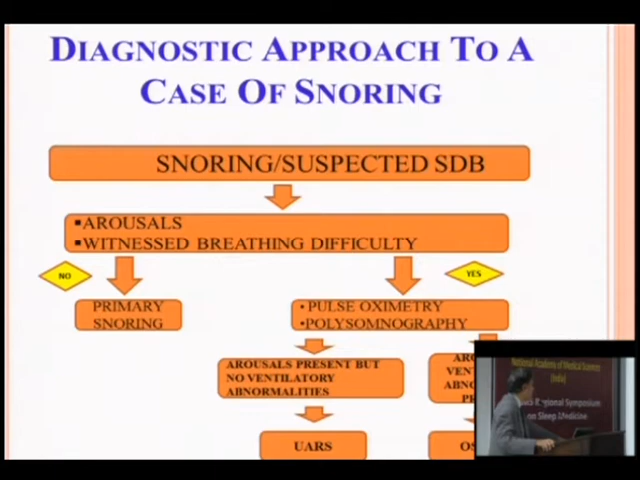 DIAGNOSTIC APPROACH TO A
CASE OF SNORING
SNORING/SUSPECTED SDB
▪AROUSALS
▪WITNESSED BREATHING DIFFICULTY
NO
YES
PRIMARY
SNORING
• PULSE OXIMETRY
•POLYSOMNOGRAPHY
AROUSALS PRESENT BUT
NO VENTILATORY
ABNORMALITIES
UARS
National Academy of Medical Sciences
(India)
Regional Symposium
on Sleep Medicine